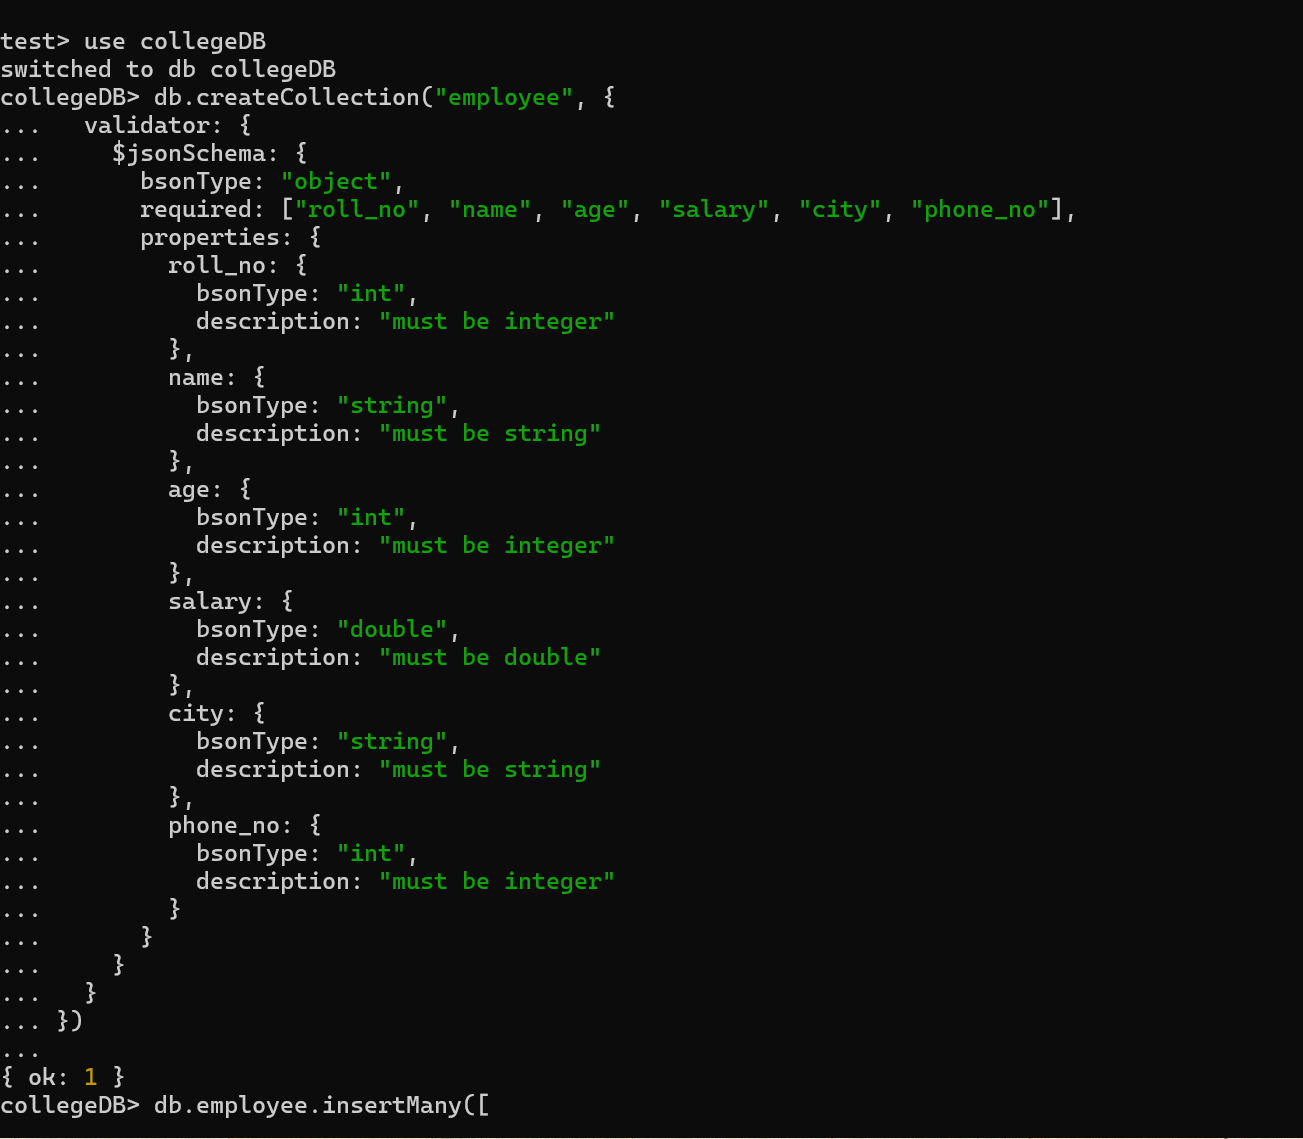 test> use collegeDB
switched to db collegeDB
collegeDB> db.createCollection("employee", {
...   validator: {
...     $jsonSchema: {
...       bsonType: "object",
...       required: ["roll_no", "name", "age", "salary", "city", "phone_no"],
...       properties: {
...         roll_no: {
...           bsonType: "int",
...           description: "must be integer"
...         },
...         name: {
...           bsonType: "string",
...           description: "must be string"
...         },
...         age: {
...           bsonType: "int",
...           description: "must be integer"
...         },
...         salary: {
...           bsonType: "double",
...           description: "must be double"
...         },
...         city: {
...           bsonType: "string",
...           description: "must be string"
...         },
...         phone_no: {
...           bsonType: "int",
...           description: "must be integer"
...         }
...       }
...     }
...   }
... })
...
{ ok: 1 }
collegeDB> db.employee.insertMany([